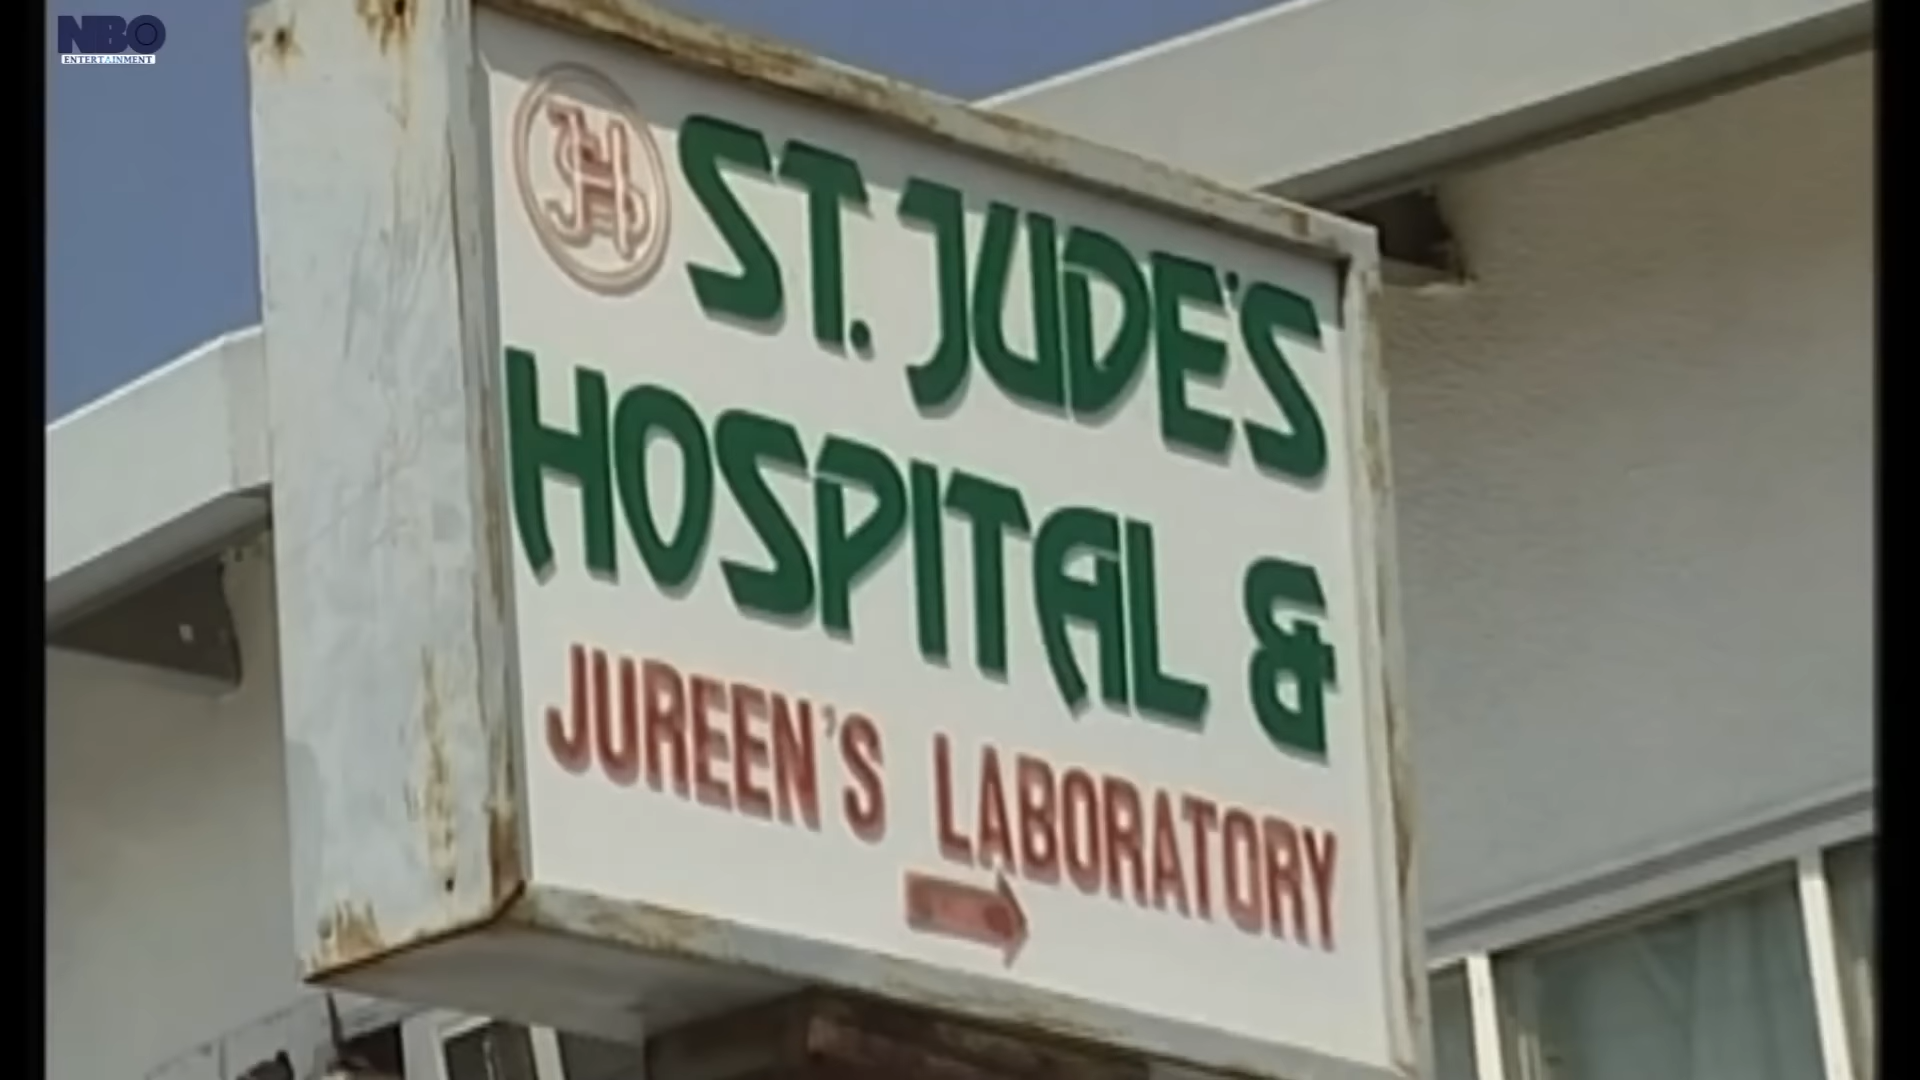 NBO
ENTERTAINMENT
ST. JUDE'S
HOSPITAL &
JUREEN'S LABORATORY